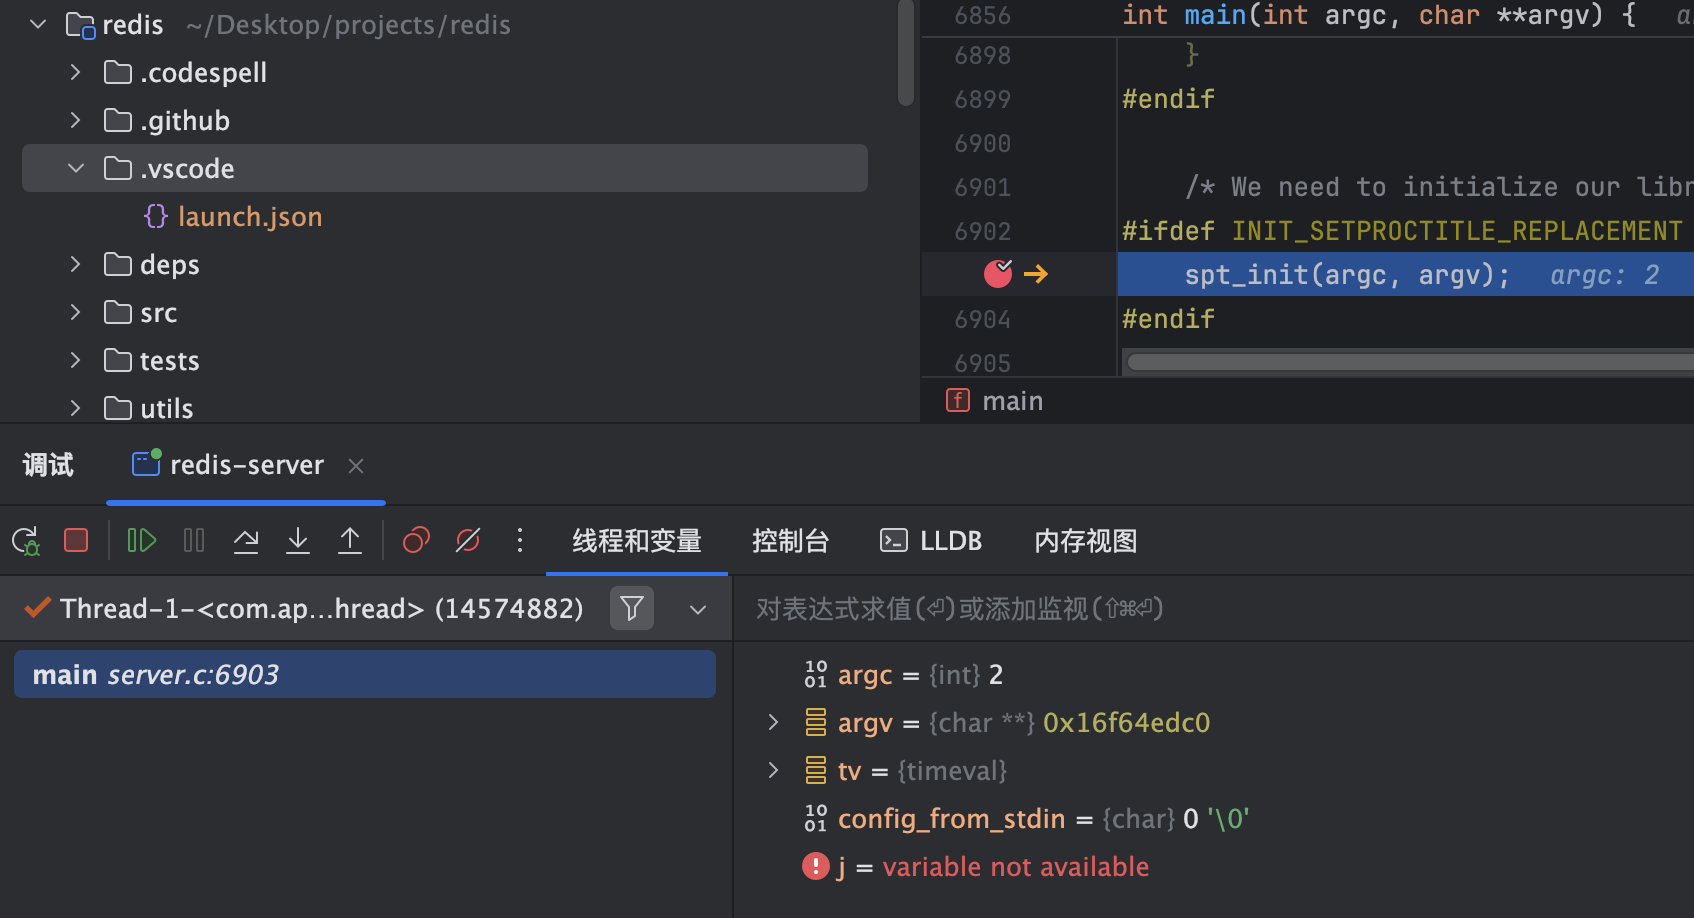 redis ~/Desktop/projects/redis
.codespell
.github
.vscode
{} launch.json
deps
src
tests
utils
6856 int main(int argc, char **argv) {
6898 }
6899 #endif
6900
6901 /* We need to initialize our libr
6902 #ifdef INIT_SETPROCTITLE_REPLACEMENT
spt_init(argc, argv); argc: 2
6904 #endif
6905
f main
调试 redis-server
线程和变量 控制台 LLDB 内存视图
Thread-1-<com.ap...hread> (14574882)
对表达式求值(⏎)或添加监视(⇧⌘⏎)
main server.c:6903
argc = {int} 2
argv = {char **} 0x16f64edc0
tv = {timeval}
config_from_stdin = {char} 0 '\0'
j = variable not available